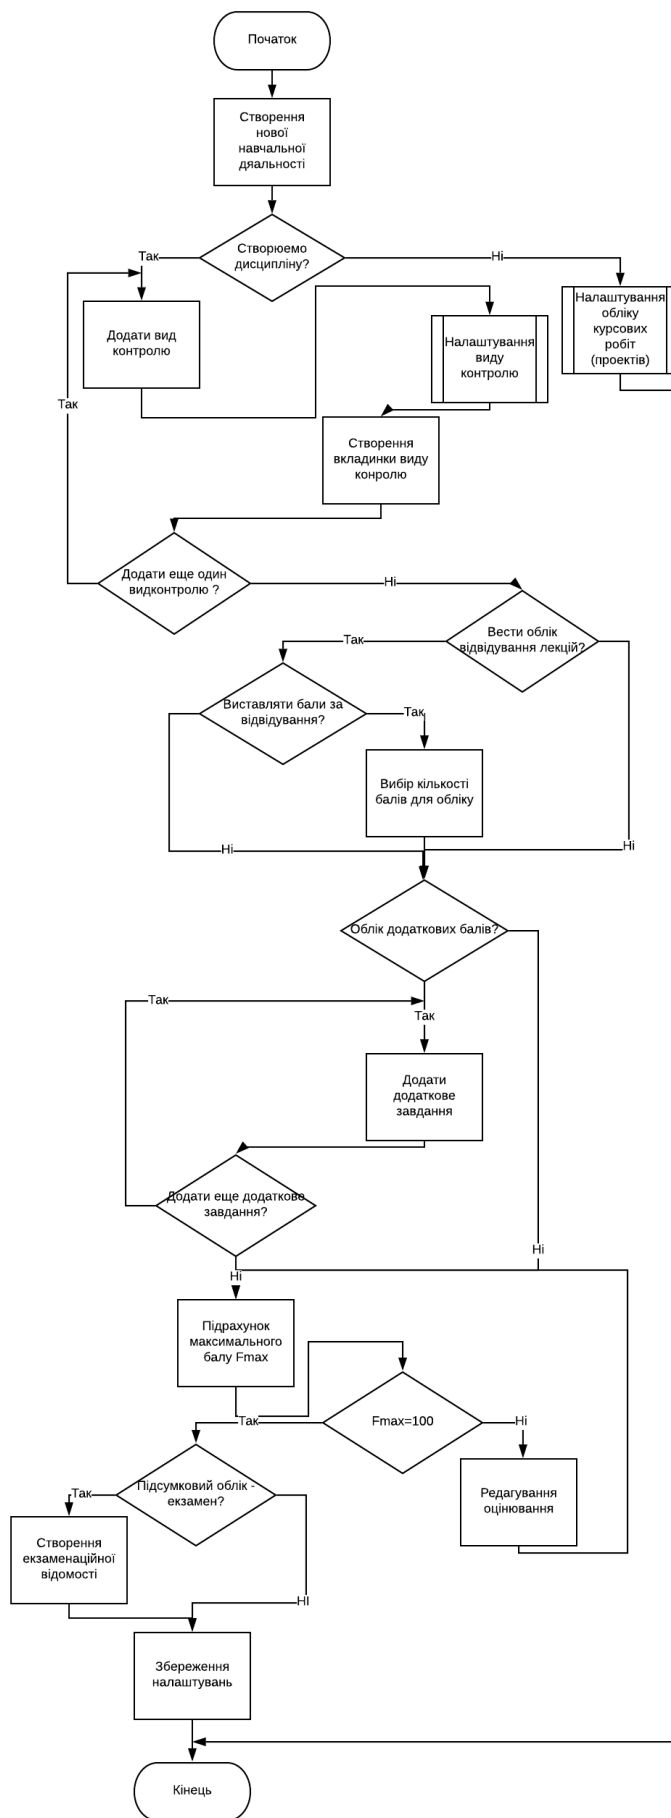 Початок
Створення
нової
навчальної
дяальності
Створюемо
дисципліну?
Так
Ні
Додати вид
контролю
Налаштування
виду
контролю
Налаштування
обліку
курсових
робіт
(проектів)
Так
Створення
вкладинки виду
конролю
Додати еще один
видконтролю ?
Ні
Вести облік
відвідування лекцій?
Так
Виставляти бали за
відвідування?
Так
Вибір кількості
балів для обліку
Ні
Ні
Облік додаткових балів?
Так
Так
Додати
додаткове
завдання
Додати еще додаткове
завдання?
Ні
Ні
Підрахунок
максимального
балу Fmax
Fmax=100
Так
Ні
Підсумковий облік -
екзамен?
Так
Редагування
оцінювання
Створення
екзаменаційної
відомості
НІ
Збереження
налаштувань
Кінець